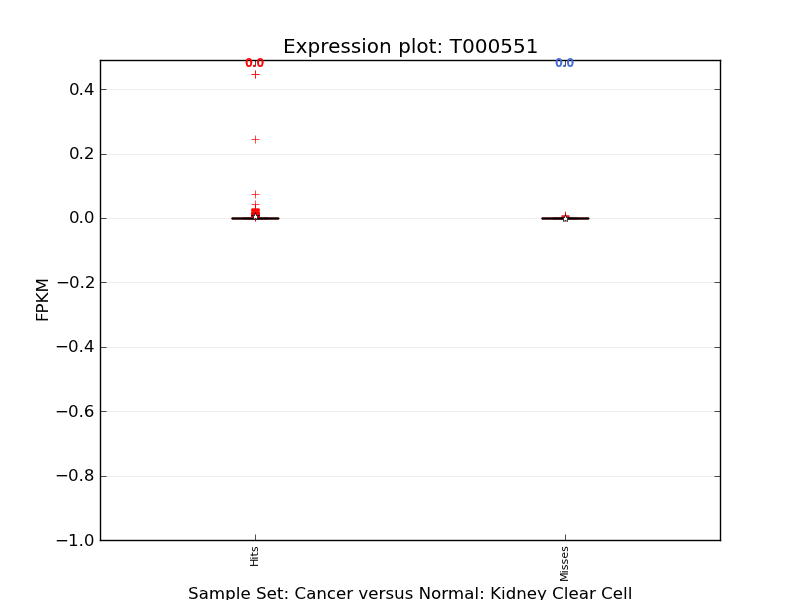 Expression plot: T000551
0.0
0.0
0.4
0.2
0.0
−0.2
−0.4
−0.6
−0.8
−1.0
FPKM
Hits
Misses
Sample Set: Cancer versus Normal: Kidney Clear Cell